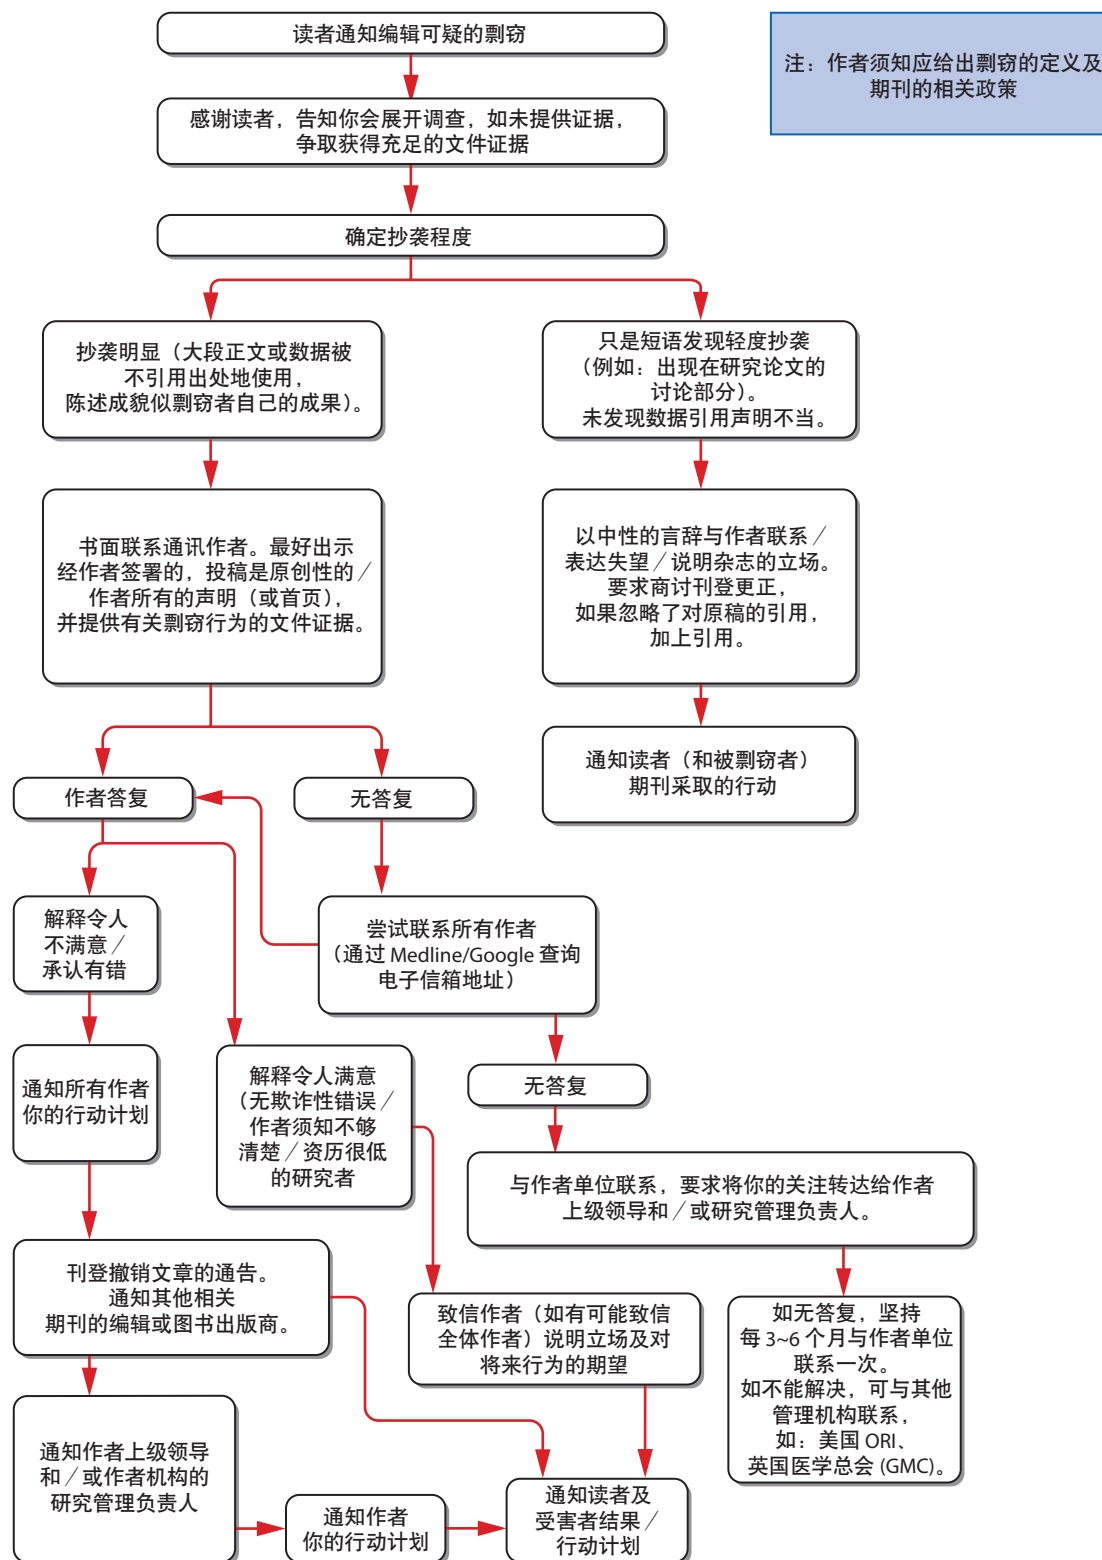 读者通知编辑可疑的剽窃
注：作者须知应给出剽窃的定义及
期刊的相关政策
感谢读者，告知你会展开调查，如未提供证据，
争取获得充足的文件证据
确定抄袭程度
抄袭明显（大段正文或数据被
不引用出处地使用，
陈述成貌似剽窃者自己的成果）。
只是短语发现轻度抄袭
（例如：出现在研究论文的
讨论部分）。
未发现数据引用声明不当。
书面联系通讯作者。最好出示
经作者签署的，投稿是原创性的／
作者所有的声明（或首页），
并提供有关剽窃行为的文件证据。
以中性的言辞与作者联系／
表达失望／说明杂志的立场。
要求商讨刊登更正，
如果忽略了对原稿的引用，
加上引用。
通知读者（和被剽窃者）
期刊采取的行动
作者答复
无答复
解释令人
不满意／
承认有错
尝试联系所有作者
（通过 Medline/Google 查询
电子信箱地址）
通知所有作者
你的行动计划
解释令人满意
（无欺诈性错误／
作者须知不够
清楚／资历很低
的研究者
无答复
与作者单位联系，要求将你的关注转达给作者
上级领导和／或研究管理负责人。
刊登撤销文章的通告。
通知其他相关
期刊的编辑或图书出版商。
致信作者（如有可能致信
全体作者）说明立场及对
将来行为的期望
如无答复，坚持
每 3~6 个月与作者单位
联系一次。
如不能解决，可与其他
管理机构联系，
如：美国 ORI、
英国医学总会 (GMC)。
通知作者上级领导
和／或作者机构的
研究管理负责人
通知作者
你的行动计划
通知读者及
受害者结果／
行动计划